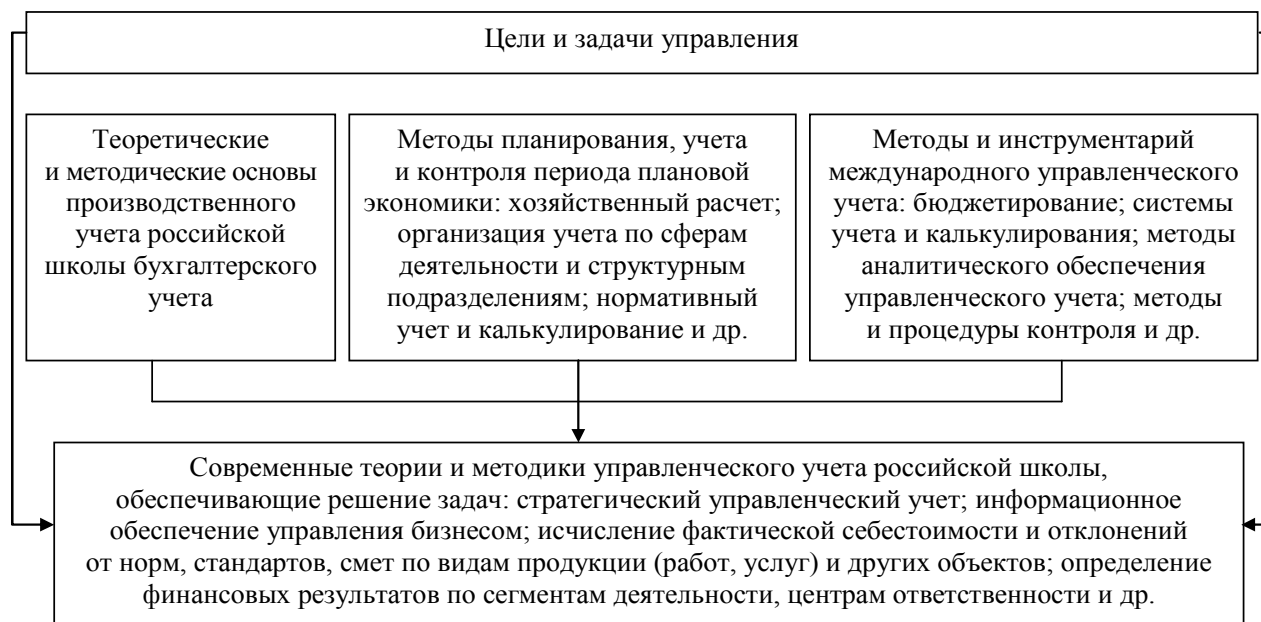 Цели и задачи управления
Теоретические
и методические основы
производственного
учета российской
школы бухгалтерского
учета
Методы планирования, учета
и контроля периода плановой
экономики: хозяйственный расчет;
организация учета по сферам
деятельности и структурным
подразделениям; нормативный
учет и калькулирование и др.
Методы и инструментарий
международного управленческого
учета: бюджетирование; системы
учета и калькулирования; методы
аналитического обеспечения
управленческого учета; методы
и процедуры контроля и др.
Современные теории и методики управленческого учета российской школы,
обеспечивающие решение задач: стратегический управленческий учет; информационное
обеспечение управления бизнесом; исчисление фактической себестоимости и отклонений
от норм, стандартов, смет по видам продукции (работ, услуг) и других объектов; определение
финансовых результатов по сегментам деятельности, центрам ответственности и др.